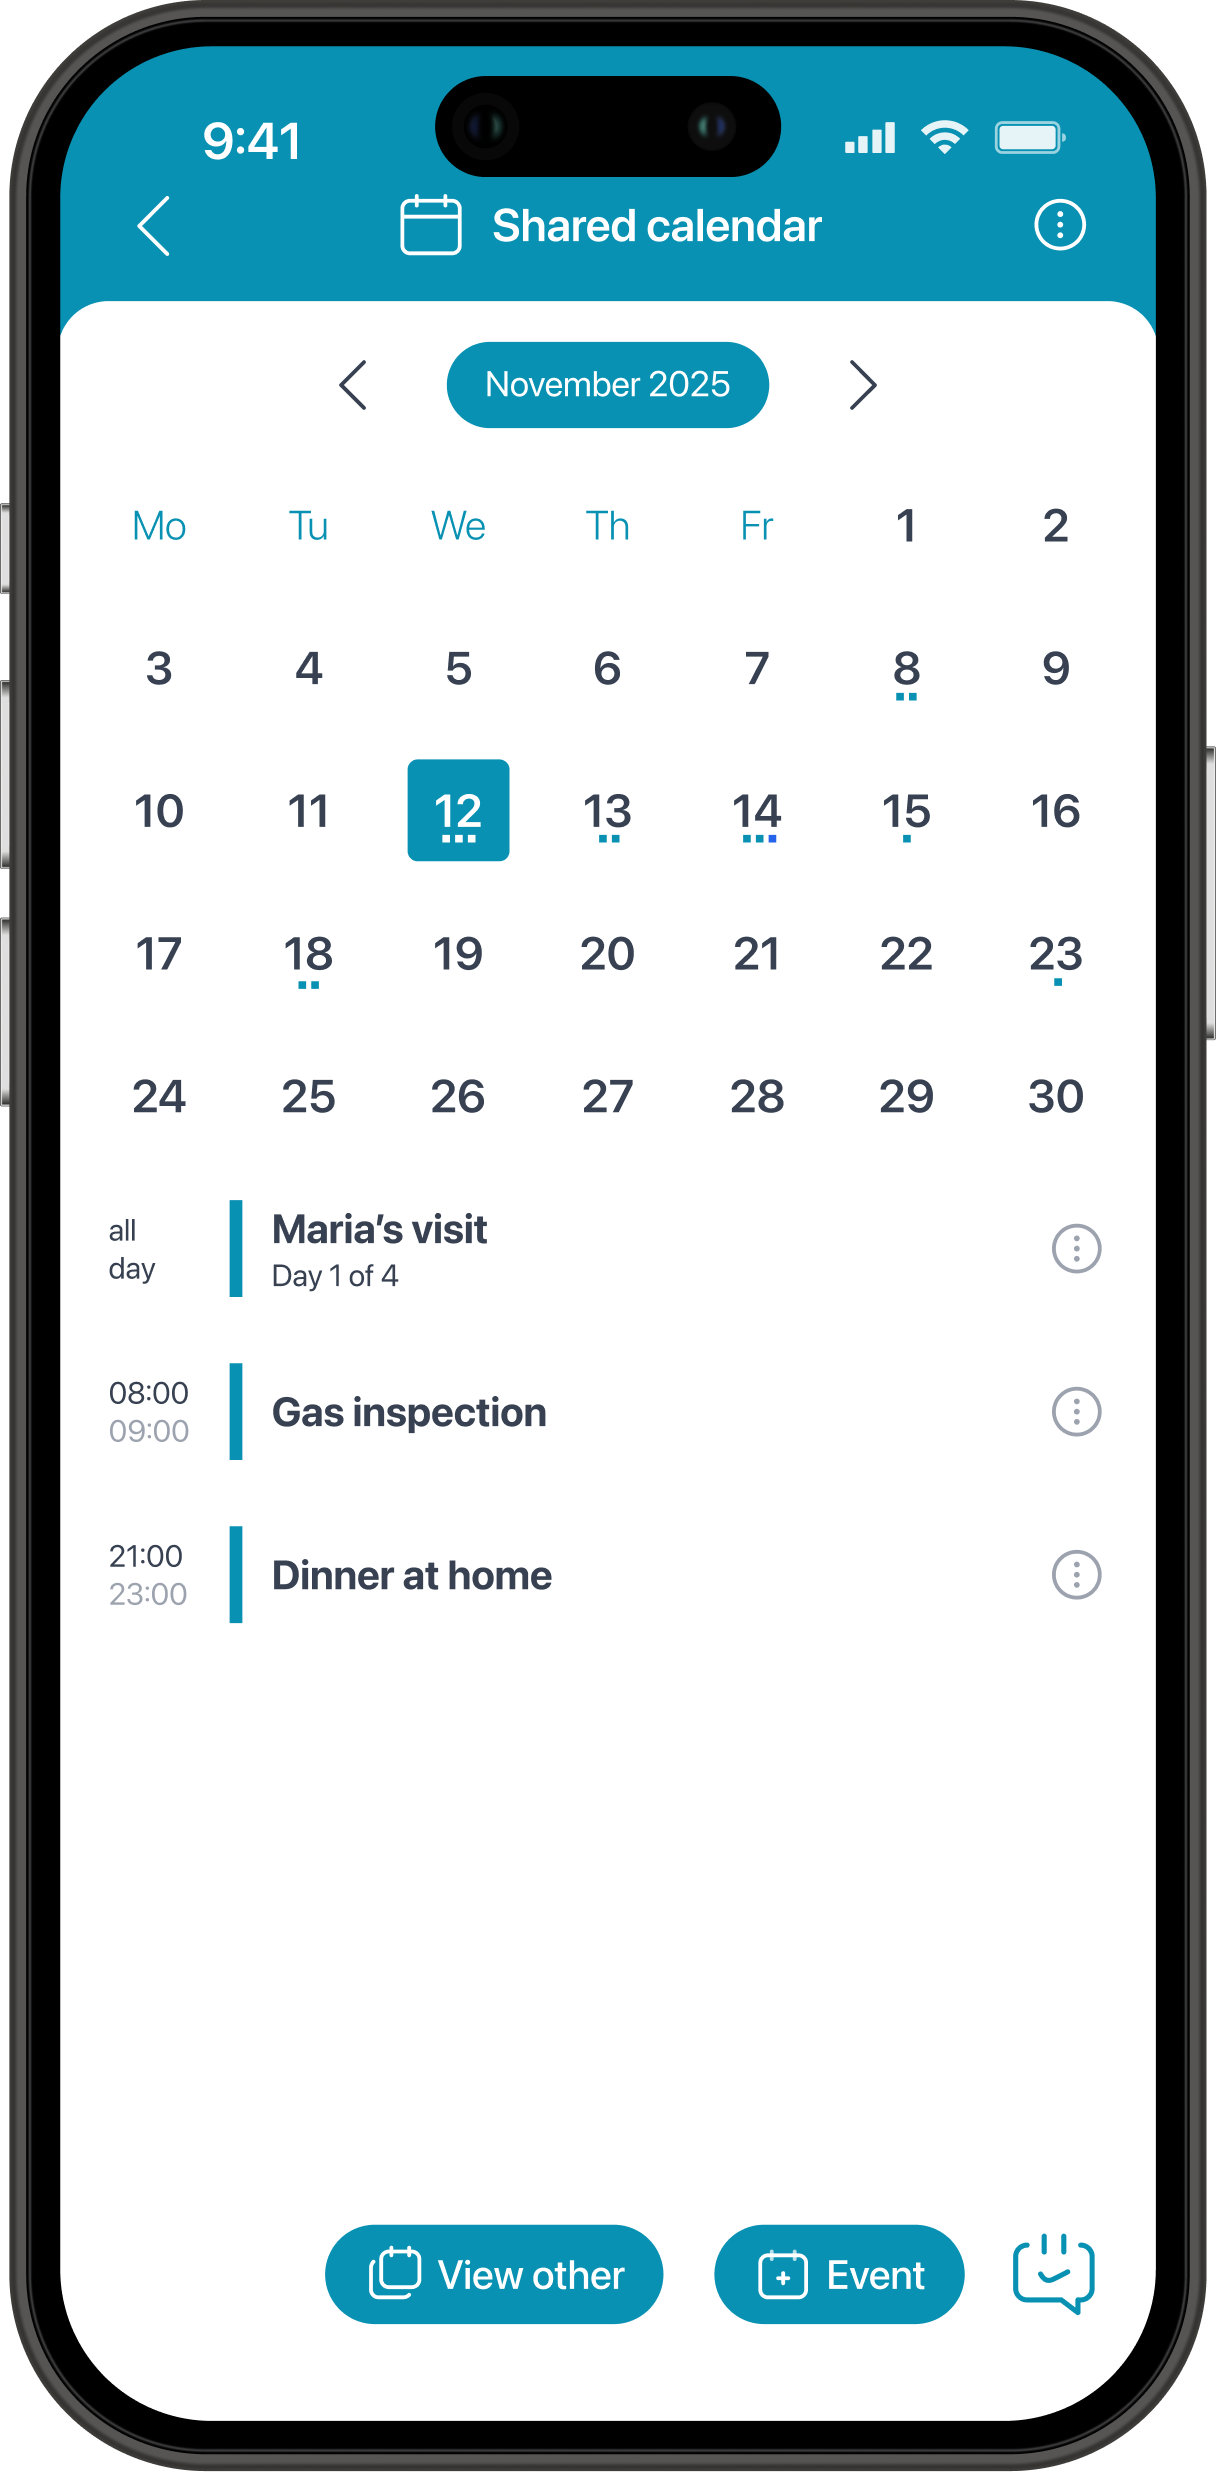 9:41
Shared calendar
November 2025
Mo Tu We Th Fr 1 2
3 4 5 6 7 8 9
10 11 12 13 14 15 16
17 18 19 20 21 22 23
24 25 26 27 28 29 30
all
day
Maria’s visit
Day 1 of 4
08:00
09:00
Gas inspection
21:00
23:00
Dinner at home
View other
Event